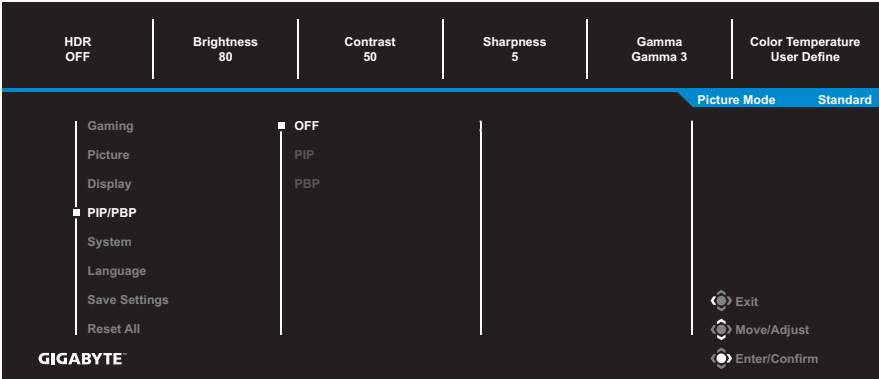 HDR
OFF
Brightness
80
Contrast
50
Sharpness
5
Gamma
Gamma 3
Color Temperature
User Define
Picture Mode Standard
Gaming
Picture
Display
PIP/PBP
System
Language
Save Settings
Reset All
OFF
PIP
PBP
Exit
Move/Adjust
Enter/Confirm
GIGABYTE™